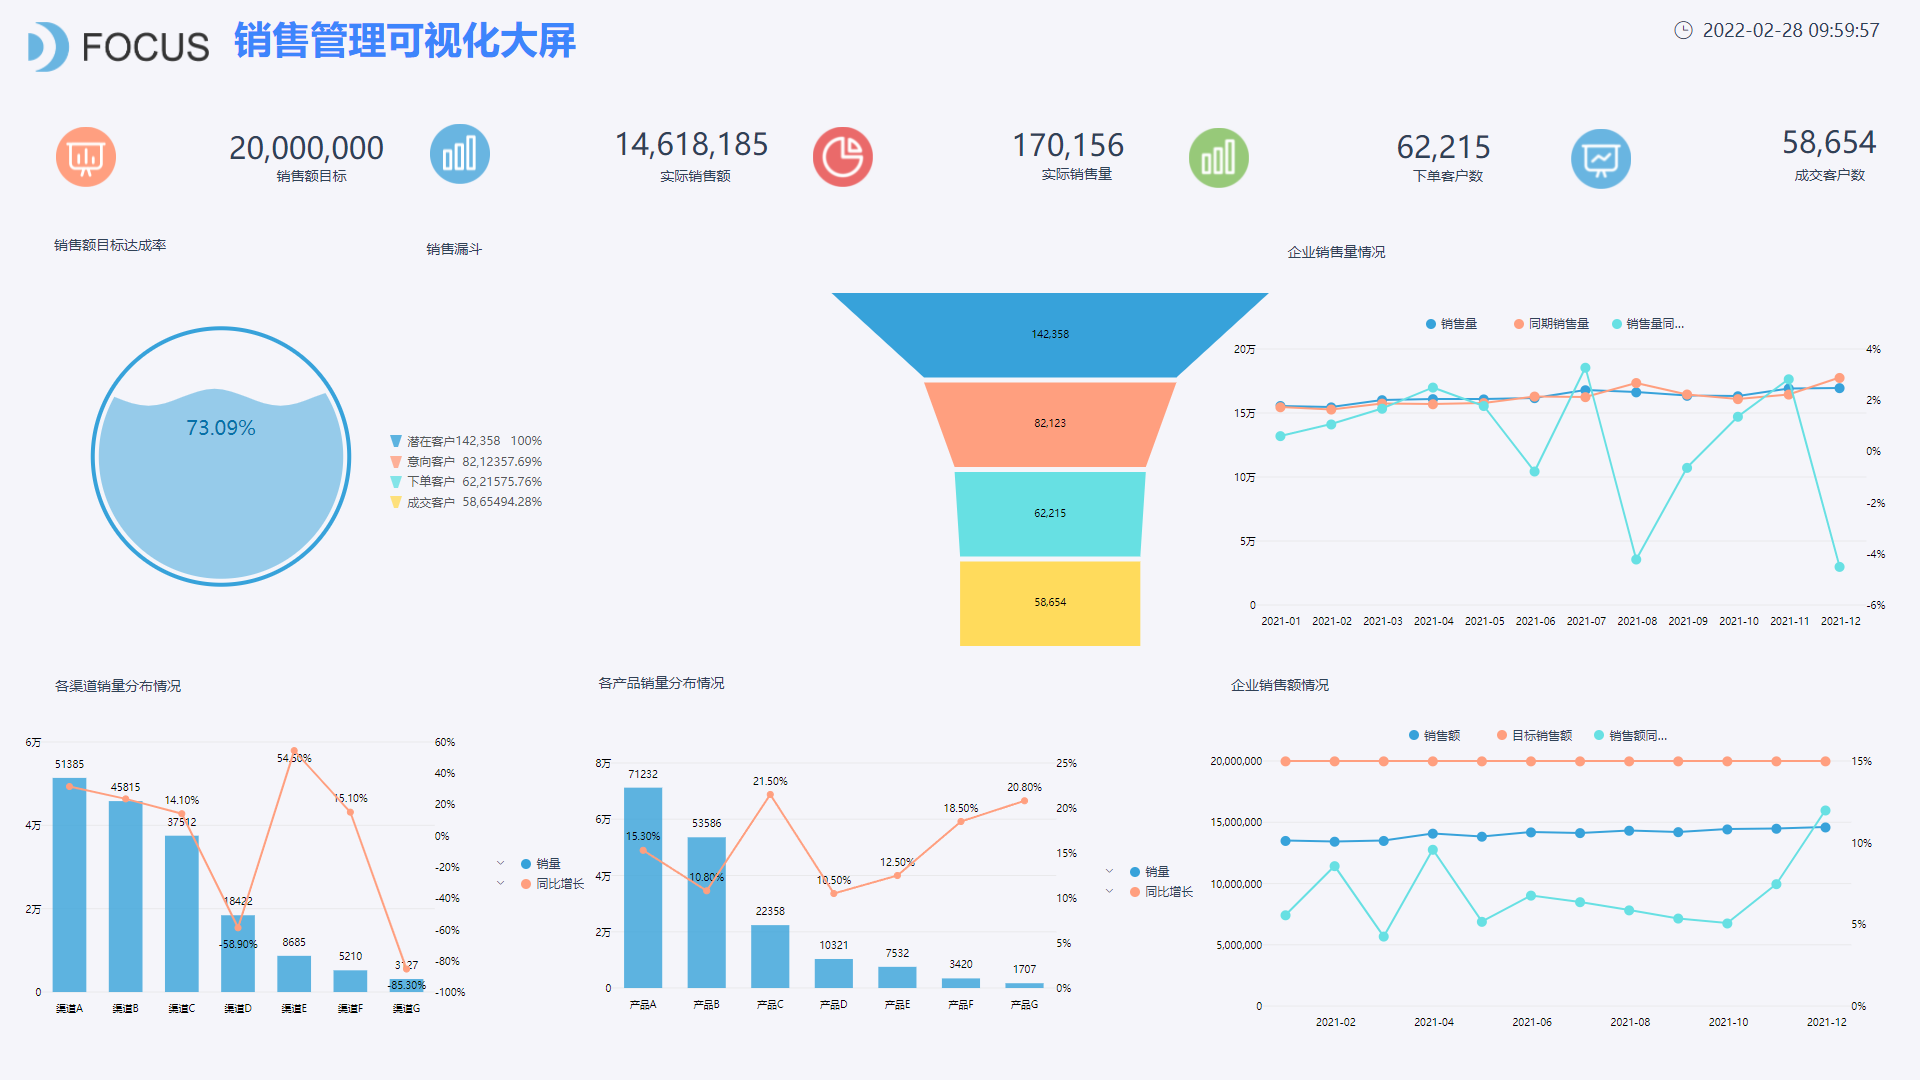 FOCUS 销售管理可视化大屏
2022-02-28 09:59:57
20,000,000
销售额目标
14,618,185
实际销售额
170,156
实际销售量
62,215
下单客户数
58,654
成交客户数
销售额目标达成率
73.09%
销售漏斗
潜在客户142,358 100%
意向客户 82,12357.69%
下单客户 62,21575.76%
成交客户 58,65494.28%
142,358
82,123
62,215
58,654
企业销售量情况
销售量 同期销售量 销售量同...
20万 4%
15万 2%
0%
10万
-2%
5万 -4%
0 -6%
2021-01 2021-02 2021-03 2021-04 2021-05 2021-06 2021-07 2021-08 2021-09 2021-10 2021-11 2021-12
各渠道销量分布情况
6万
4万
2万
0
60%
40%
20%
0%
-20%
-40%
-60%
-80%
-100%
51385
45815
14.10%
37512
18422
-58.90%
54.60%
8685
15.10%
5210
3127
-85.30%
渠道A 渠道B 渠道C 渠道D 渠道E 渠道F 渠道G
销量
同比增长
各产品销量分布情况
8万
6万
4万
2万
0
25%
20%
15%
10%
5%
0%
71232
15.30%
53586
10.80%
21.50%
22358
10.50%
10321
12.50%
7532
18.50%
3420
20.80%
1707
产品A 产品B 产品C 产品D 产品E 产品F 产品G
销量
同比增长
企业销售额情况
销售额 目标销售额 销售额同...
20,000,000 15%
15,000,000
10%
10,000,000
5%
5,000,000
0 0%
2021-02 2021-04 2021-06 2021-08 2021-10 2021-12